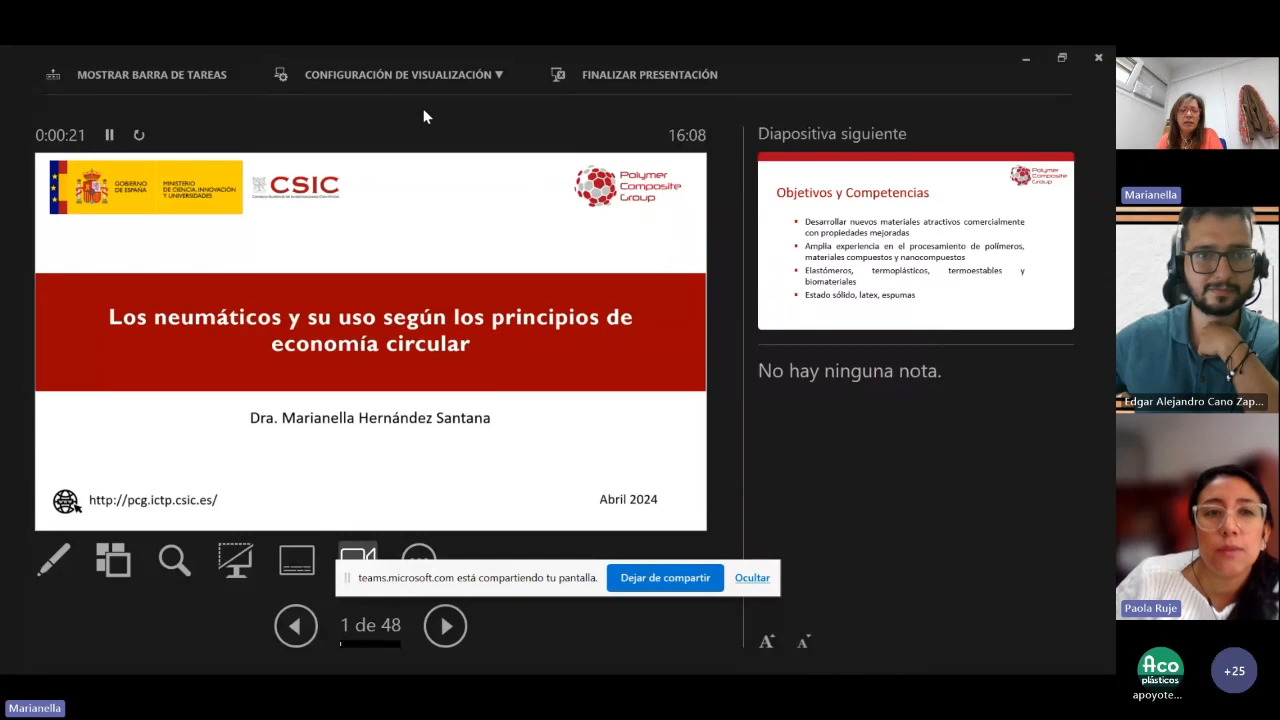 MOSTRAR BARRA DE TAREAS
CONFIGURACIÓN DE VISUALIZACIÓN ▼
FINALIZAR PRESENTACIÓN
0:00:21
16:08
GOBIERNO
DE ESPAÑA
MINISTERIO
DE CIENCIA, INNOVACIÓN
Y UNIVERSIDADES
CSIC
Polymer
Composite
Group
Los neumáticos y su uso según los principios de
economía circular
Dra. Marianella Hernández Santana
http://pcg.ictp.csic.es/
Abril 2024
Diapositiva siguiente
Polymer
Composite
Group
Objetivos y Competencias
▪ Desarrollar nuevos materiales atractivos comercialmente
con propiedades mejoradas
▪ Amplia experiencia en el procesamiento de polímeros,
materiales compuestos y nanocompuestos
▪ Elastómeros, termoplásticos, termoestables y
biomateriales
▪ Estado sólido, latex, espumas
No hay ninguna nota.
teams.microsoft.com está compartiendo tu pantalla.
Dejar de compartir
Ocultar
1 de 48
A A
Marianella
Marianella
Edgar Alejandro Cano Zap...
Paola Ruje
Aco
plásticos
apoyote...
+25